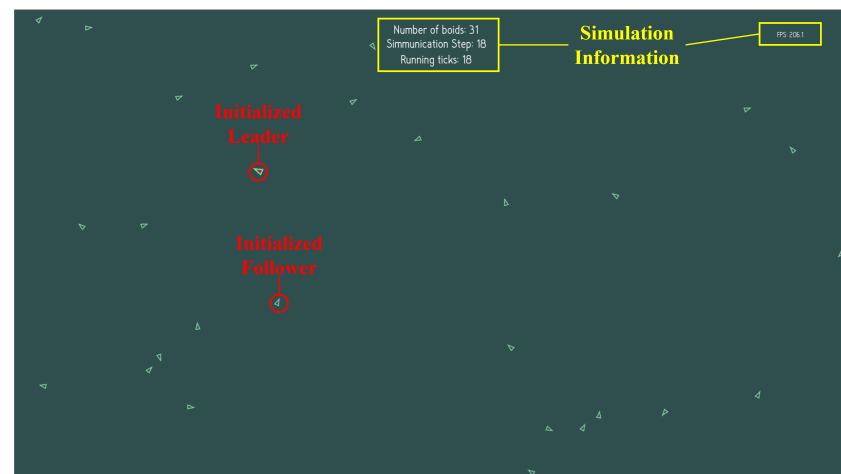 Number of boids: 31
Simmunication Step: 18
Running ticks: 18
Simulation
Information
FPS 206.1
Initialized
Leader
Initialized
Follower